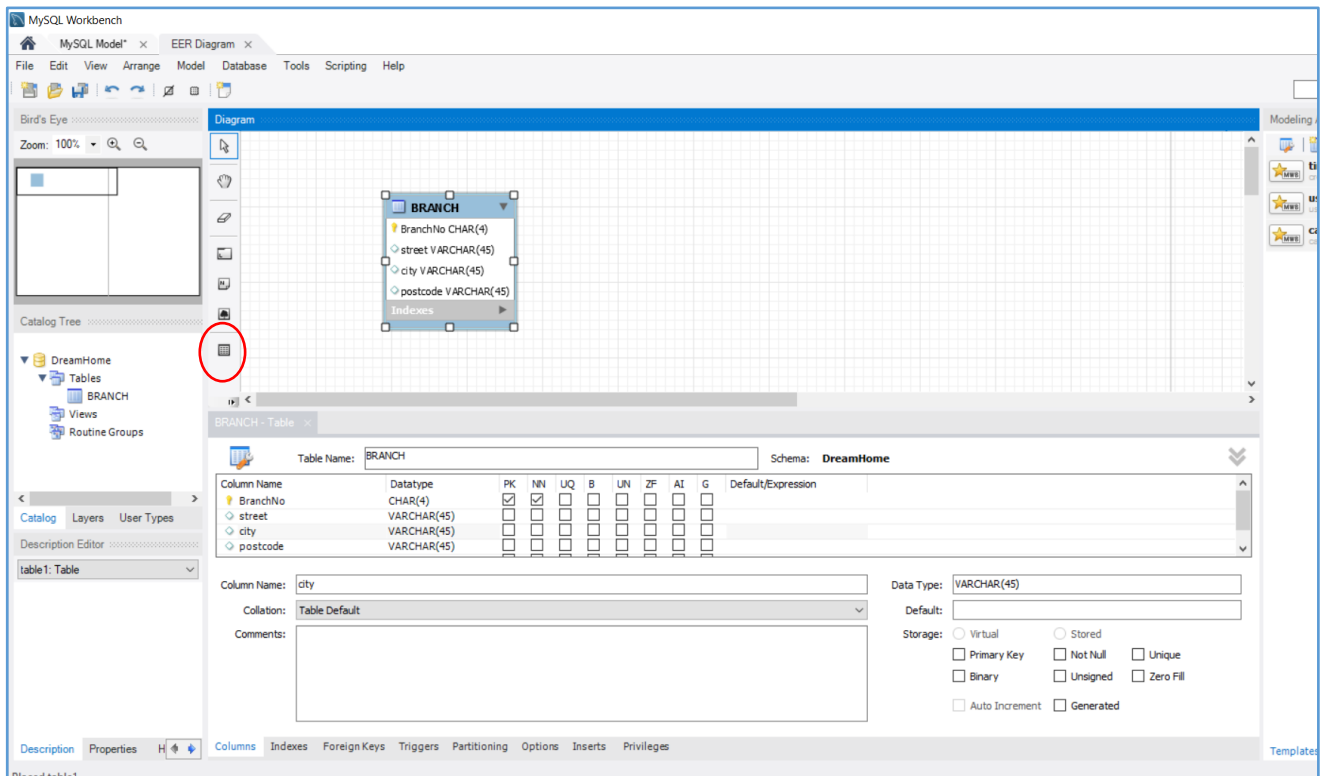 MySQL Workbench
MySQL Model* × EER Diagram ×
File Edit View Arrange Model Database Tools Scripting Help
Bird's Eye
Zoom: 100%
Diagram
Modeling
BRANCH
BranchNo CHAR(4)
street VARCHAR(45)
city VARCHAR(45)
postcode VARCHAR(45)
Indexes
Catalog Tree
DreamHome
Tables
BRANCH
Views
Routine Groups
Catalog Layers User Types
Description Editor
table1: Table
Description Properties H
BRANCH - Table ×
Table Name: BRANCH Schema: DreamHome
Column Name Datatype PK NN UQ B UN ZF AI G Default/Expression
BranchNo CHAR(4)
street VARCHAR(45)
city VARCHAR(45)
postcode VARCHAR(45)
Column Name: city Data Type: VARCHAR(45)
Collation: Table Default Default:
Comments: Storage: Virtual Stored
Primary Key Not Null Unique
Binary Unsigned Zero Fill
Auto Increment Generated
Columns Indexes Foreign Keys Triggers Partitioning Options Inserts Privileges
MWB
MWB
MWB
Templates